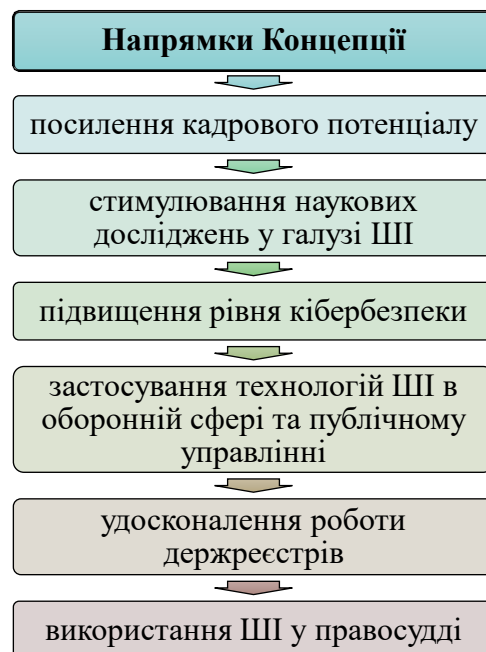 Напрямки Концепції
посилення кадрового потенціалу
стимулювання наукових
досліджень у галузі ШІ
підвищення рівня кібербезпеки
застосування технологій ШІ в
оборонній сфері та публічному
управлінні
удосконалення роботи
держреєстрів
використання ШІ у правосудді